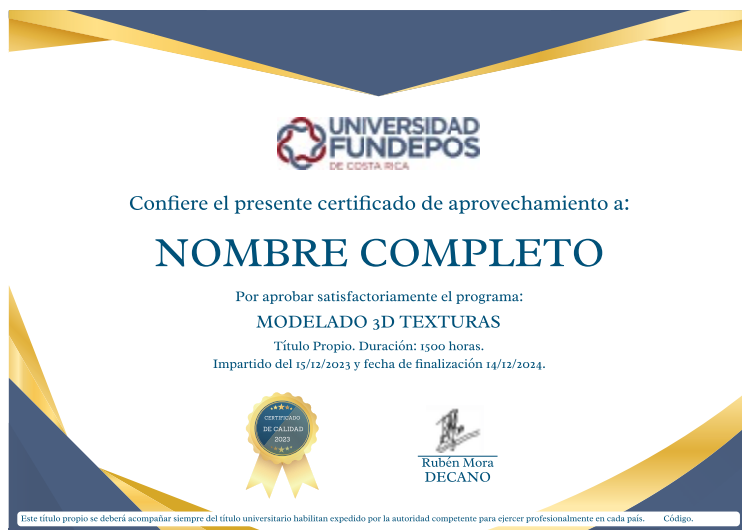 UNIVERSIDAD
FUNDEPOS
DE COSTA RICA
Confiere el presente certificado de aprovechamiento a:
NOMBRE COMPLETO
Por aprobar satisfactoriamente el programa:
MODELADO 3D TEXTURAS
Título Propio. Duración: 1500 horas.
Impartido del 15/12/2023 y fecha de finalización 14/12/2024.
CERTIFICADO
DE CALIDAD
2023
Rubén Mora
DECANO
Este título propio se deberá acompañar siempre del título universitario habilitan expedido por la autoridad competente para ejercer profesionalmente en cada país. Código.